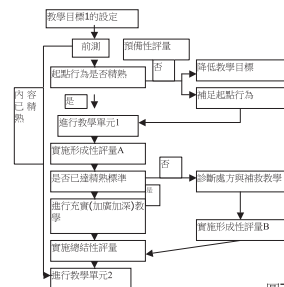 教學目標1的設定
前測
預備性評量
起點行為是否精熟
否
降低教學目標
補足起點行為
是
內容
已精
熟
進行教學單元1
實施形成性評量A
是否已達精熟標準
否
診斷處方與補救教學
是
進行充實(加廣加深)教
學
實施形成性評量B
實施總結性評量
進行教學單元2